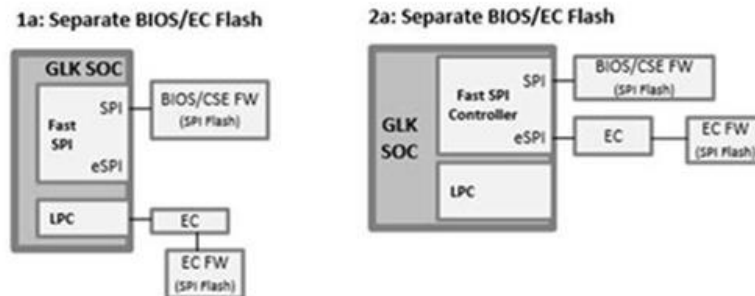 1a: Separate BIOS/EC Flash
GLK SOC
SPI
Fast
SPI
eSPI
LPC
BIOS/CSE FW
(SPI Flash)
EC
EC FW
(SPI Flash)
2a: Separate BIOS/EC Flash
GLK
SOC
SPI
Fast SPI
Controller
eSPI
LPC
BIOS/CSE FW
(SPI Flash)
EC
EC FW
(SPI Flash)